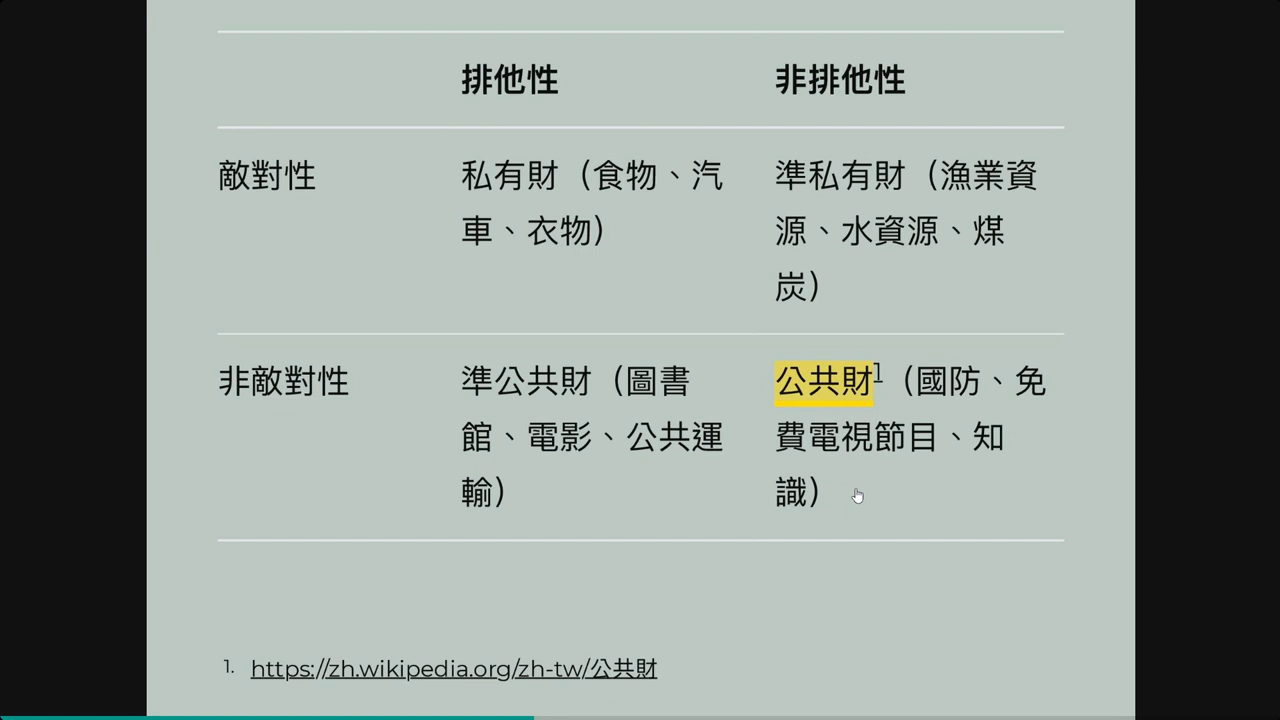 排他性 非排他性
敵對性 私有財（食物、汽 準私有財（漁業資
車、衣物） 源、水資源、煤
炭）
非敵對性 準公共財（圖書 公共財1（國防、免
館、電影、公共運 費電視節目、知
輸） 識）
1. https://zh.wikipedia.org/zh-tw/公共財